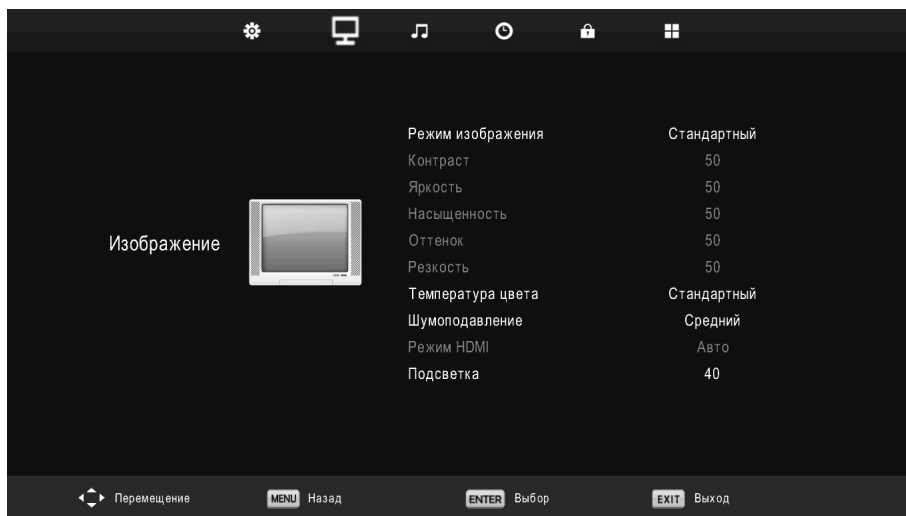 Режим изображения Стандартный
Контраст 50
Яркость 50
Насыщенность 50
Изображение
Оттенок 50
Резкость 50
Температура цвета Стандартный
Шумоподавление Средний
Режим HDMI Авто
Подсветка 40
Перемещение MENU Назад ENTER Выбор EXIT Выход